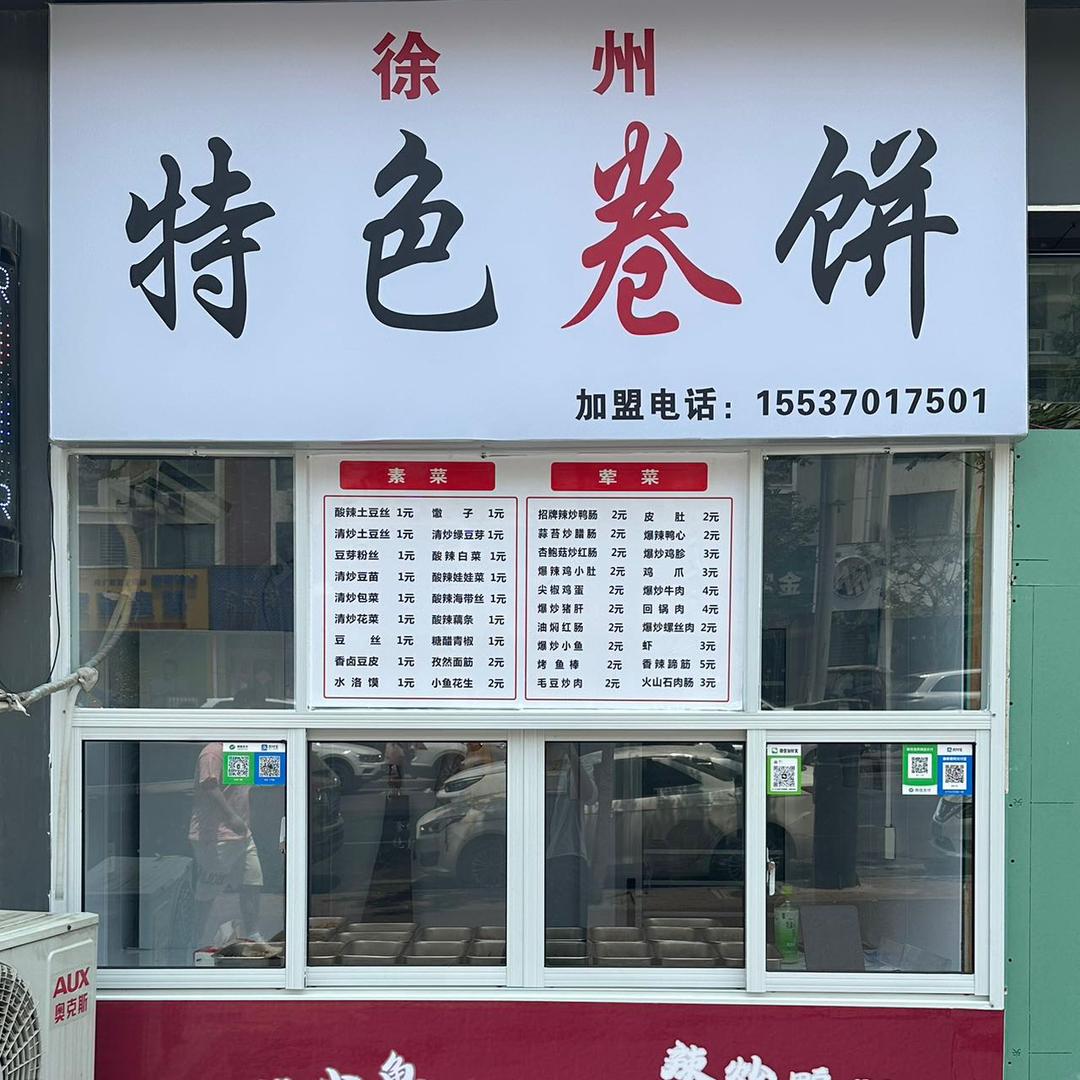 徐 州
特色卷饼
加盟电话：15537017501
素 菜
酸辣土豆丝 1元 馓 子 1元
清炒土豆丝 1元 清炒绿豆芽 1元
豆芽粉丝 1元 酸辣白菜 1元
清炒豆苗 1元 酸辣娃娃菜 1元
清炒包菜 1元 酸辣海带丝 1元
清炒花菜 1元 酸辣藕条 1元
豆 丝 1元 糖醋青椒 1元
香卤豆皮 1元 孜然面筋 2元
水洛馍 1元 小鱼花生 2元
荤 菜
招牌辣炒鸭肠 2元 皮 肚 2元
蒜苔炒腊肠 2元 爆辣鸭心 2元
杏鲍菇炒红肠 2元 爆炒鸡胗 3元
爆辣鸡小肚 2元 鸡 爪 3元
尖椒鸡蛋 2元 爆炒牛肉 4元
爆炒猪肝 2元 回锅肉 4元
油焖红肠 2元 爆炒螺丝肉 2元
爆炒小鱼 2元 虾 3元
烤鱼棒 2元 香辣蹄筋 5元
毛豆炒肉 2元 火山石肉肠 3元
AUX
奥克斯
小鱼
辣炒鸭